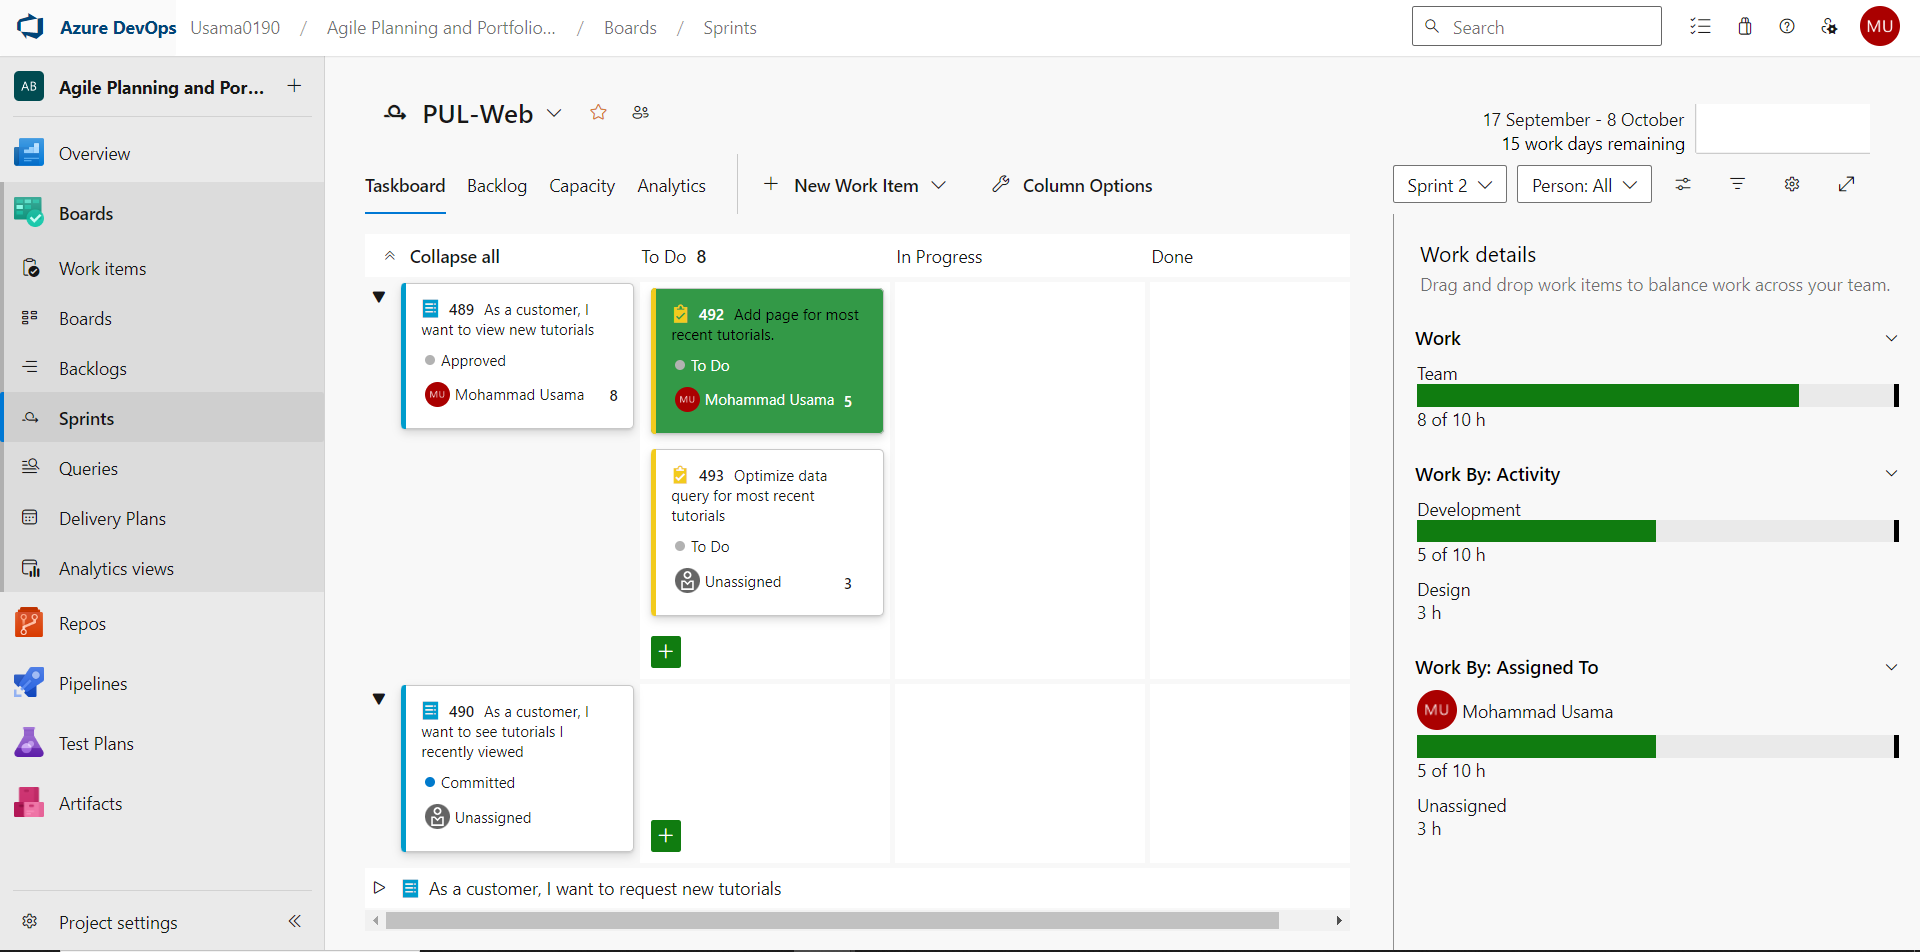 Azure DevOps Usama0190 / Agile Planning and Portfolio... / Boards / Sprints
Search
MU
AB Agile Planning and Por...
Overview
Boards
Work items
Boards
Backlogs
Sprints
Queries
Delivery Plans
Analytics views
Repos
Pipelines
Test Plans
Artifacts
Project settings
PUL-Web
17 September - 8 October
15 work days remaining
Taskboard Backlog Capacity Analytics
New Work Item
Column Options
Sprint 2
Person: All
Collapse all
To Do 8
In Progress
Done
489 As a customer, I
want to view new tutorials
Approved
MU Mohammad Usama 8
492 Add page for most
recent tutorials.
To Do
MU Mohammad Usama 5
493 Optimize data
query for most recent
tutorials
To Do
Unassigned 3
490 As a customer, I
want to see tutorials I
recently viewed
Committed
Unassigned
As a customer, I want to request new tutorials
Work details
Drag and drop work items to balance work across your team.
Work
Team
8 of 10 h
Work By: Activity
Development
5 of 10 h
Design
3 h
Work By: Assigned To
MU Mohammad Usama
5 of 10 h
Unassigned
3 h